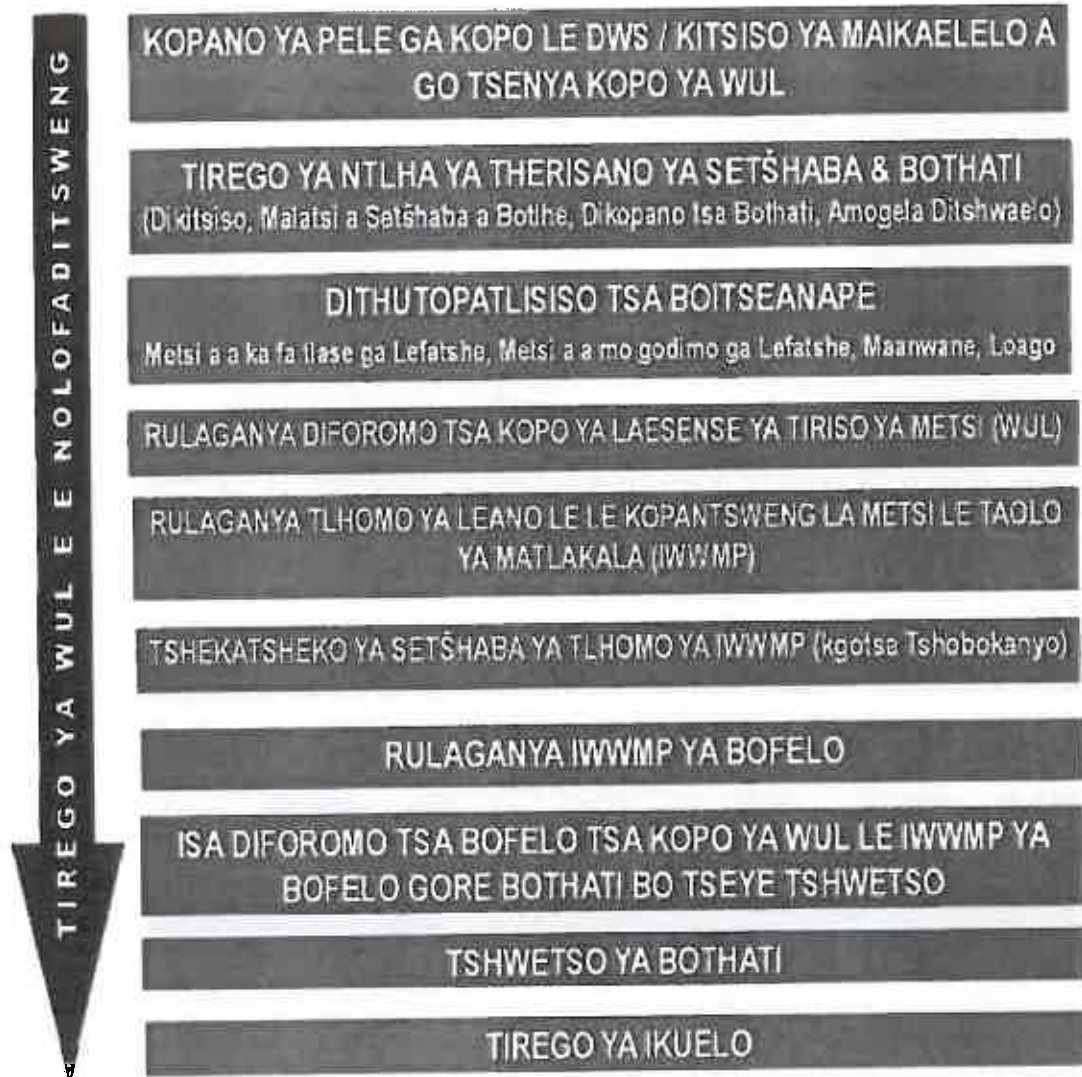 TIREGO YA WUL E E NOLOFADITSWENG
KOPANO YA PELE GA KOPO LE DWS / KITSISO YA MAIKAELELO A
GO TSENYA KOPO YA WUL
TIREGO YA NTLHA YA THERISANO YA SETŠHABA & BOTHATI
(Dikitsiso, Malatsi a Setšhaba a Botlhe, Dikopano tsa Bothati, Amogela Ditshwaelo)
DITHUTOPATLISISO TSA BOITSEANAPE
Metsi a a ka fa tlase ga Lefatshe, Metsi a a mo godimo ga Lefatshe, Maanwane, Loago
RULAGANYA DIFOROMO TSA KOPO YA LAESENSE YA TIRISO YA METSI (WUL)
RULAGANYA TLHOMO YA LEANO LE LE KOPANTSWENG LA METSI LE TAOLO
YA MATLAKALA (IWWMP)
TSHEKATSHEKO YA SETŠHABA YA TLHOMO YA IWWMP (kgotsa Tshobokanyo)
RULAGANYA IWWMP YA BOFELO
ISA DIFOROMO TSA BOFELO TSA KOPO YA WUL LE IWWMP YA
BOFELO GORE BOTHATI BO TSEYE TSHWETSO
TSHWETSO YA BOTHATI
TIREGO YA IKUELO